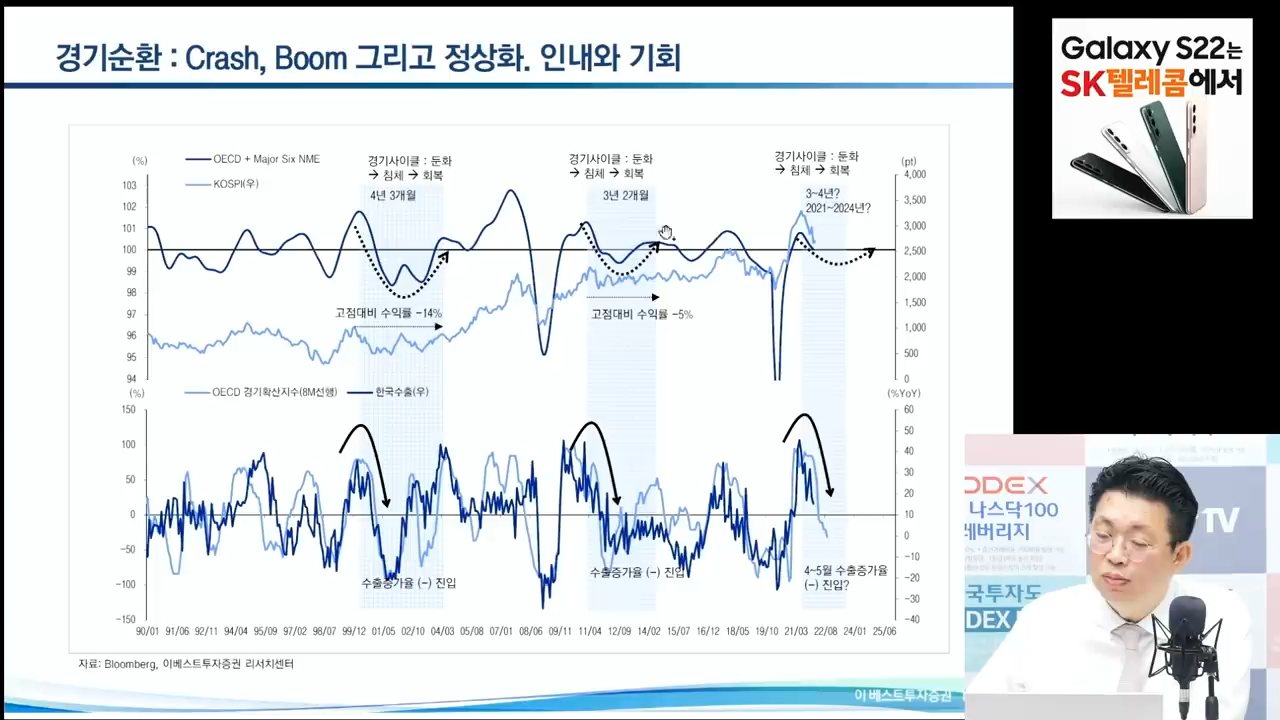 경기순환 : Crash, Boom 그리고 정상화. 인내와 기회
Galaxy S22는
SK텔레콤에서
(%)
OECD + Major Six NME
KOSPI(우)
경기사이클 : 둔화
→ 침체 → 회복
4년 3개월
경기사이클 : 둔화
→ 침체 → 회복
3년 2개월
경기사이클 : 둔화
→ 침체 → 회복
3~4년?
2021~2024년?
(pt)
103
102
101
100
99
98
97
96
95
94
4,000
3,500
3,000
2,500
2,000
1,500
1,000
500
0
고점대비 수익률 -14%
고점대비 수익률 -5%
(%)
OECD 경기확산지수(8M선행)
한국수출(우)
(%YoY)
150
100
50
0
-50
-100
-150
60
50
40
30
20
10
0
-10
-20
-30
-40
수출증가율 (-) 진입
수출증가율 (-) 진입
4~5월 수출증가율
(-) 진입?
90/01 91/06 92/11 94/04 95/09 97/02 98/07 99/12 01/05 02/10 04/03 05/08 07/01 08/06 09/11 11/04 12/09 14/02 15/07 16/12 18/05 19/10 21/03 22/08 24/01 25/06
자료: Bloomberg, 이베스트투자증권 리서치센터
이베스트투자증권
ODEX
나스닥100
레버리지
TV
국투자도
DEX